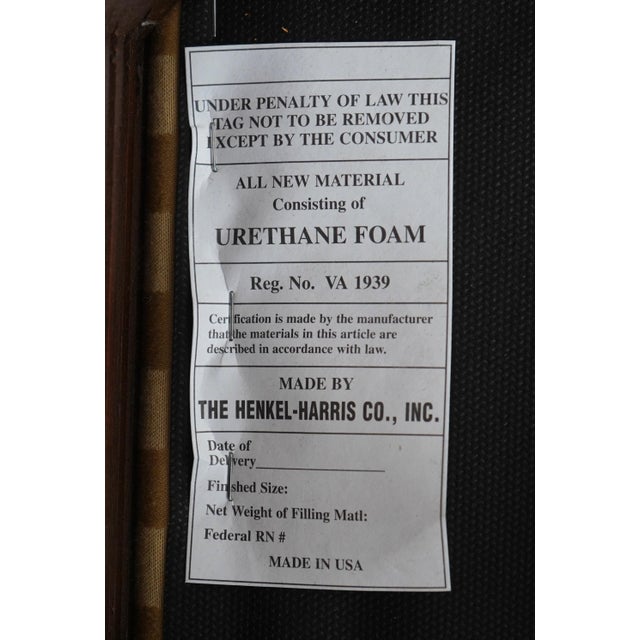 UNDER PENALTY OF LAW THIS
TAG NOT TO BE REMOVED
EXCEPT BY THE CONSUMER
ALL NEW MATERIAL
Consisting of
URETHANE FOAM
Reg. No. VA 1939
Certification is made by the manufacturer
that the materials in this article are
described in accordance with law.
MADE BY
THE HENKEL-HARRIS CO., INC.
Date of
Delivery
Finished Size:
Net Weight of Filling Matl:
Federal RN #
MADE IN USA